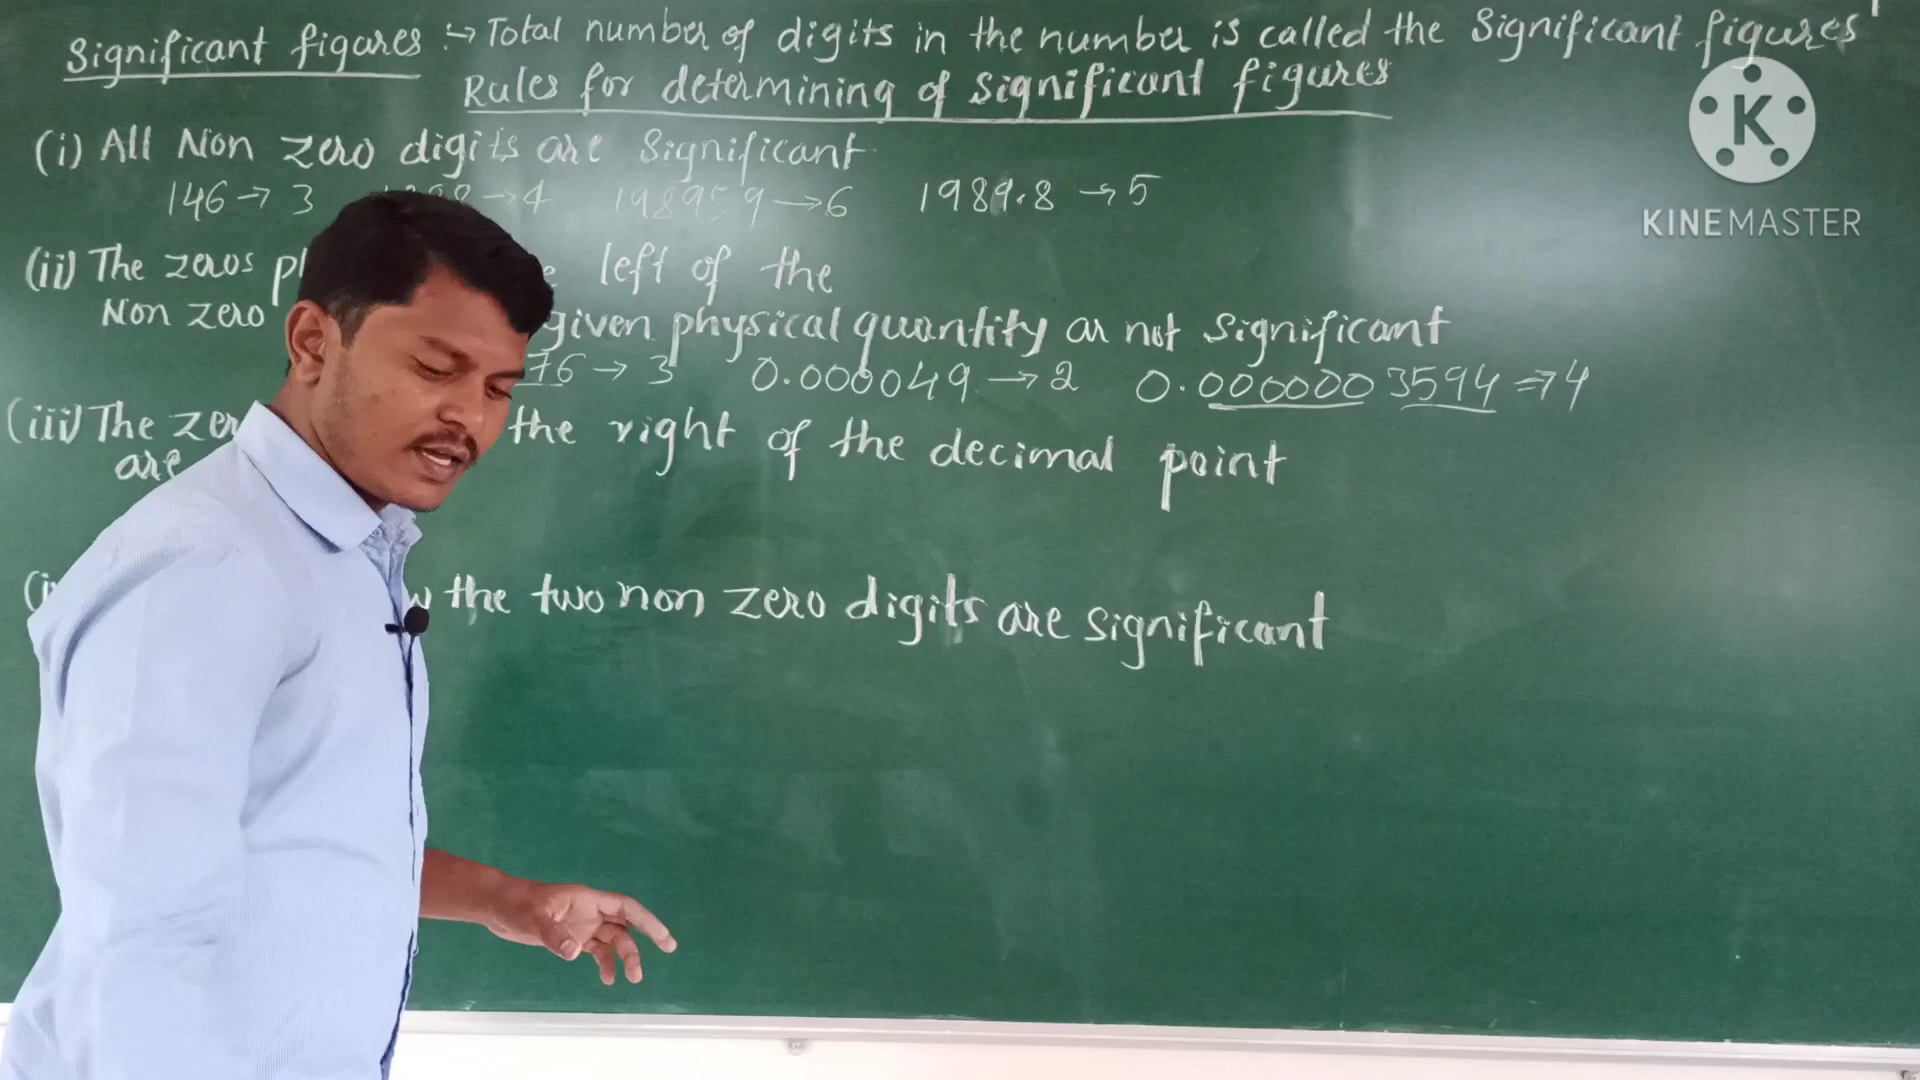 Significant figares :→ Total number of digits in the number is called the Significant figures
Rules for determining of Significant figures
(i) All Non zero digits are Significant
146 → 3 → 4 198959 → 6 1989.8 → 5
(ii) The zeros left of the
Non zero given physical quantity are not Significant
76 → 3 0.000049 → 2 0.0000003594 ⇒ 4
(iii) The the right of the decimal point
are
the two non zero digits are significant
K
KINEMASTER